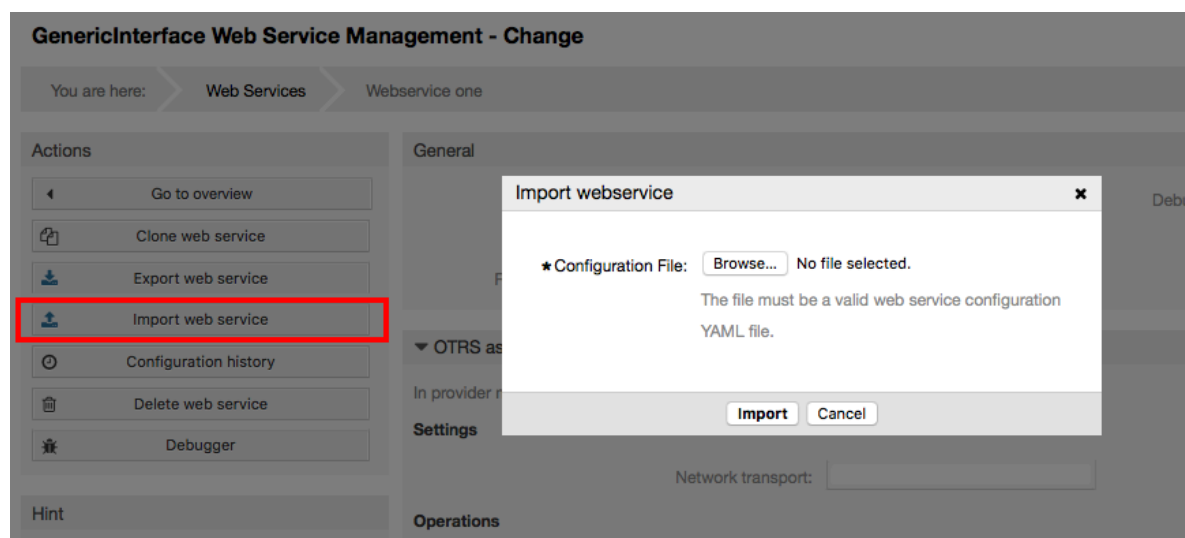 GenericInterface Web Service Management - Change
You are here: Web Services Webservice one
Actions
Go to overview
Clone web service
Export web service
Import web service
Configuration history
Delete web service
Debugger
Hint
General
Import webservice
★ Configuration File: Browse... No file selected.
The file must be a valid web service configuration
YAML file.
Import Cancel
▼ OTRS as
In provider
Settings
Network transport:
Operations